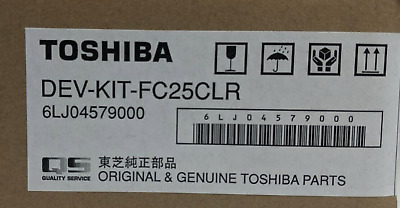 TOSHIBA
DEV-KIT-FC25CLR
6LJ04579000
6LJ04579000
QS
QUALITY SERVICE
東芝純正部品
ORIGINAL & GENUINE TOSHIBA PARTS